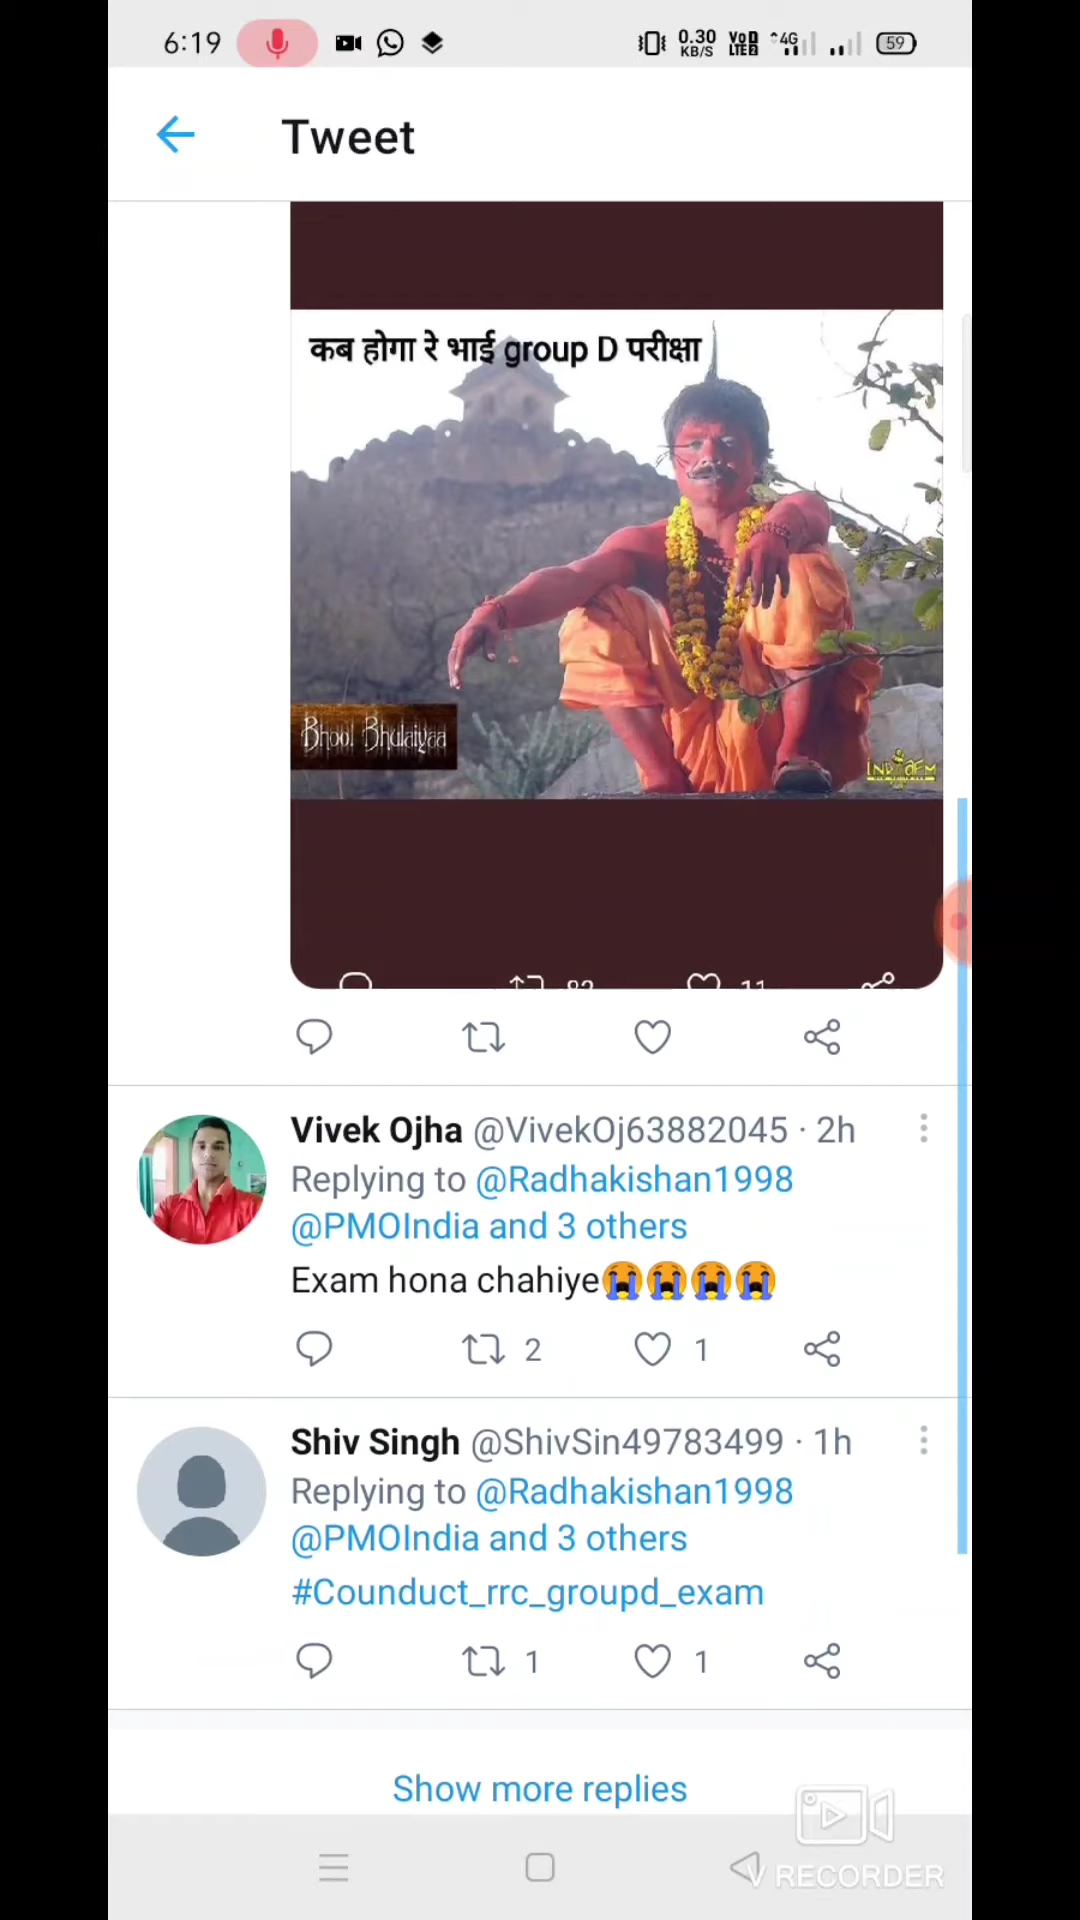 6:19
0.30 KB/S
VoD LTE2
4G
59
Tweet
कब होगा रे भाई group D परीक्षा
Bhool Bhulaiyaa
Vivek Ojha @VivekOj63882045 · 2h
Replying to @Radhakishan1998
@PMOIndia and 3 others
Exam hona chahiye😭😭😭😭
2 1
Shiv Singh @ShivSin49783499 · 1h
Replying to @Radhakishan1998
@PMOIndia and 3 others
#Counduct_rrc_groupd_exam
1 1
Show more replies
V RECORDER